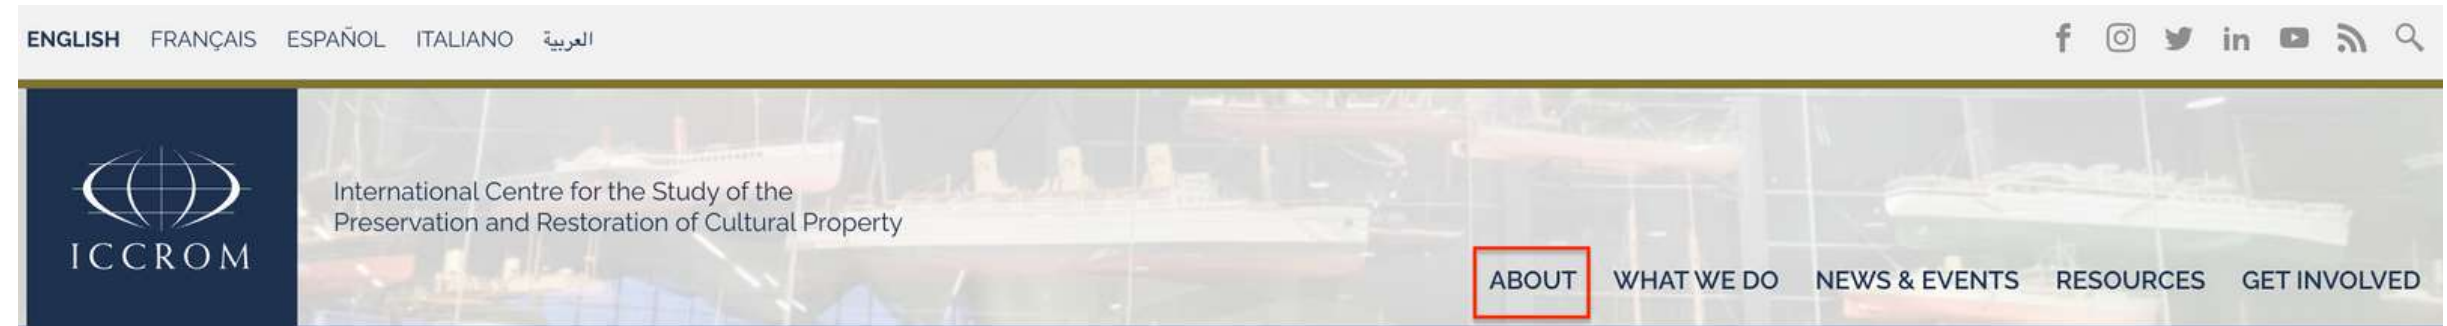 ENGLISH FRANÇAIS ESPAÑOL ITALIANO العربية
ICCROM
International Centre for the Study of the
Preservation and Restoration of Cultural Property
ABOUT WHAT WE DO NEWS & EVENTS RESOURCES GET INVOLVED